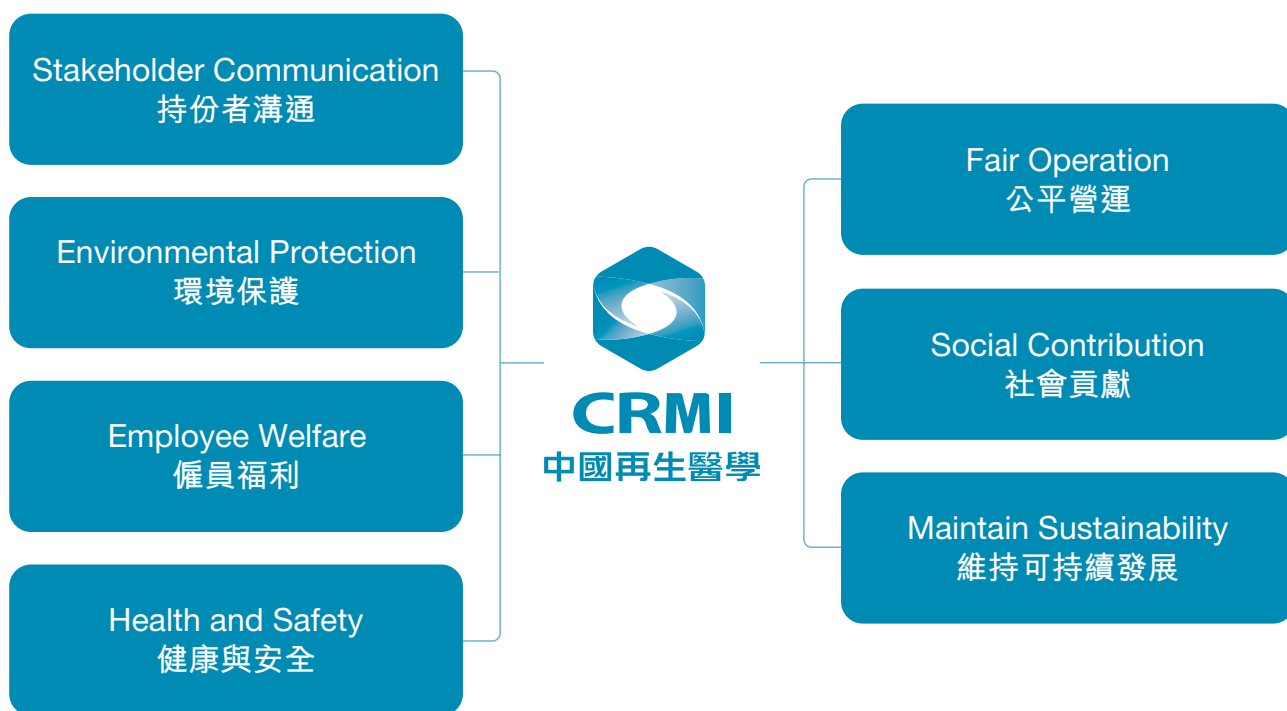 Stakeholder Communication
持份者溝通
Environmental Protection
環境保護
Employee Welfare
僱員福利
Health and Safety
健康與安全
CRMI
中國再生醫學
Fair Operation
公平營運
Social Contribution
社會貢獻
Maintain Sustainability
維持可持續發展